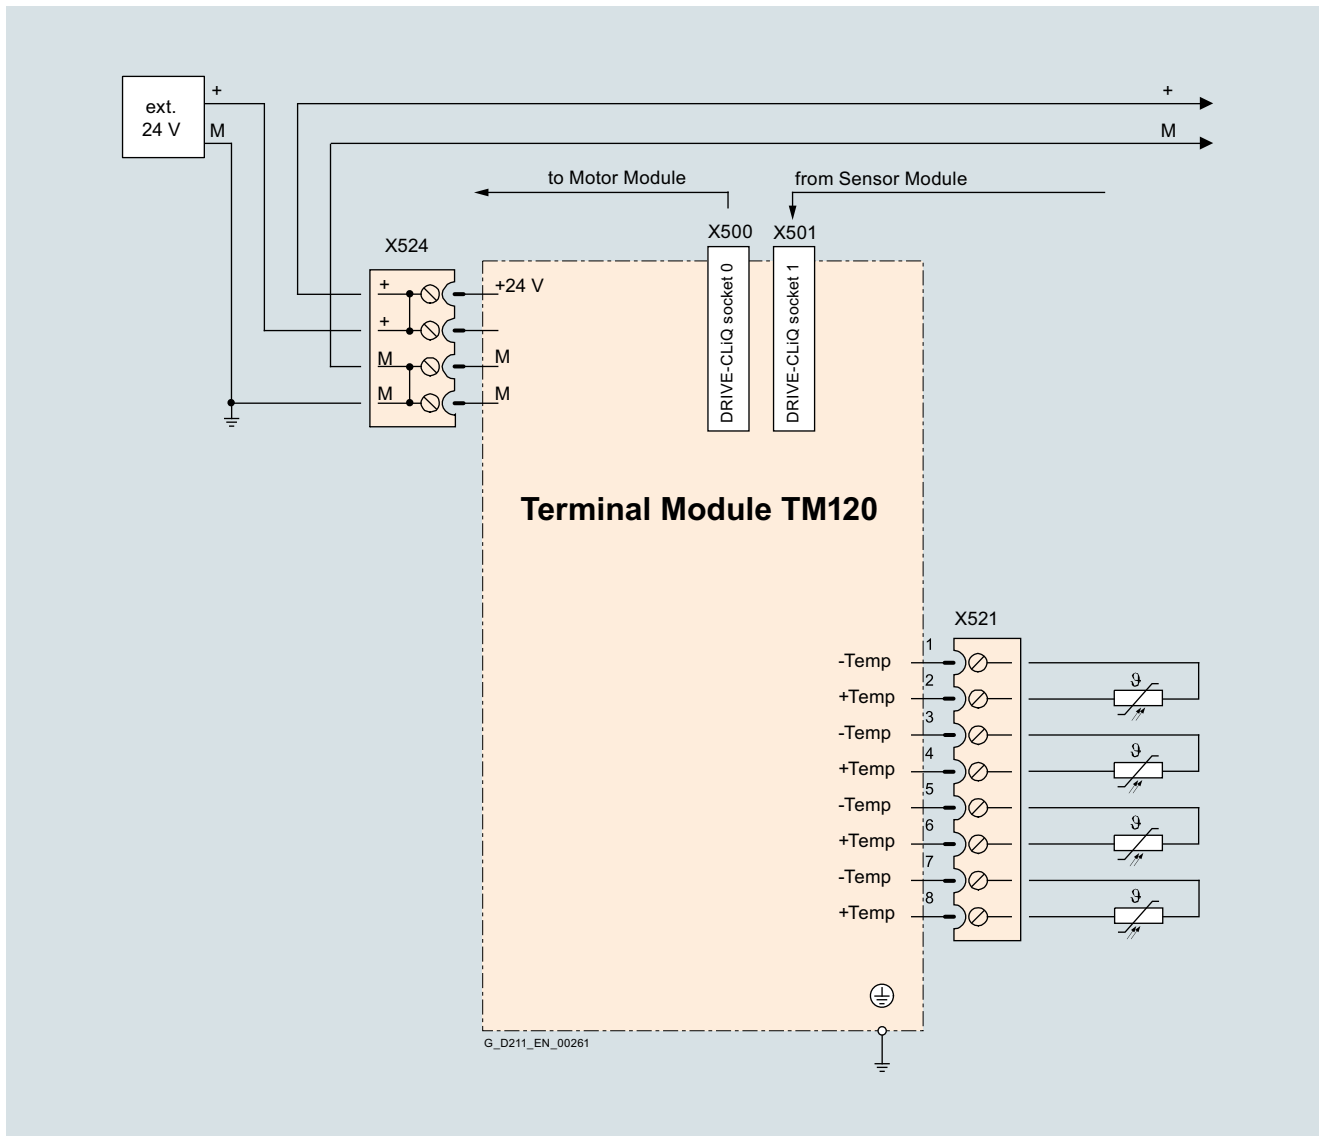 +
ext.
24 V
M
+
M
to Motor Module
from Sensor Module
X500
X501
X524
DRIVE-CLiQ socket 0
DRIVE-CLiQ socket 1
+
+24 V
+
M
M
M
M
Terminal Module TM120
X521
-Temp 1
+Temp 2
-Temp 3
+Temp 4
-Temp 5
+Temp 6
-Temp 7
+Temp 8
ϑ
ϑ
ϑ
ϑ
G_D211_EN_00261